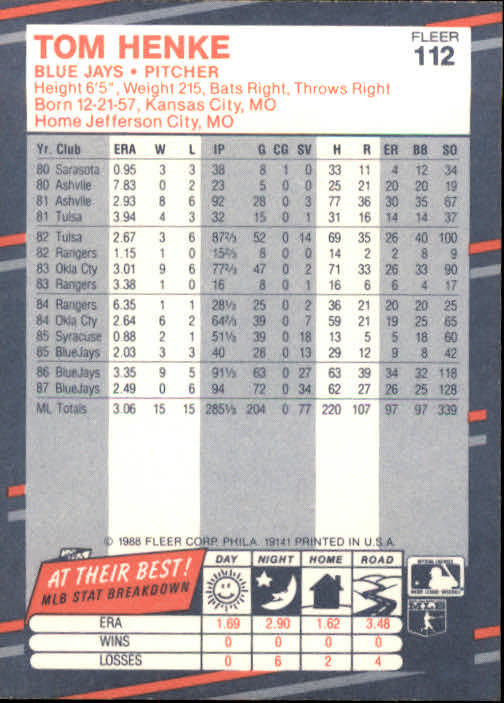 FLEER
112
TOM HENKE
BLUE JAYS • PITCHER
Height 6'5", Weight 215, Bats Right, Throws Right
Born 12-21-57, Kansas City, MO
Home Jefferson City, MO
Yr. Club ERA W L IP G CG SV H R ER BB SO
80 Sarasota 0.95 3 3 38 8 1 0 33 11 4 12 34
80 Ashvlle 7.83 0 2 23 5 0 0 25 21 20 20 19
81 Ashvlle 2.93 8 6 92 28 0 3 77 36 30 35 67
81 Tulsa 3.94 4 3 32 15 0 1 31 16 14 14 37
82 Tulsa 2.67 3 6 87⅔ 52 0 14 69 35 26 40 100
82 Rangers 1.15 1 0 15⅔ 8 0 0 14 2 2 8 9
83 Okla Cty 3.01 9 6 77⅔ 47 0 2 71 33 26 33 90
83 Rangers 3.38 1 0 16 8 0 1 16 6 6 4 17
84 Rangers 6.35 1 1 28⅓ 25 0 2 36 21 20 20 25
84 Okla Cty 2.64 6 2 64⅔ 39 0 7 59 21 19 25 65
85 Syracuse 0.88 2 1 51⅓ 39 0 18 13 5 5 18 60
85 BlueJays 2.03 3 3 40 28 0 13 29 12 9 8 42
86 BlueJays 3.35 9 5 91⅓ 63 0 27 63 39 34 32 118
87 BlueJays 2.49 0 6 94 72 0 34 62 27 26 25 128
ML Totals 3.06 15 15 285⅓ 204 0 77 220 107 97 97 339
© 1988 FLEER CORP. PHILA. 19141 PRINTED IN U.S.A.
AT THEIR BEST!
MLB STAT BREAKDOWN
DAY NIGHT HOME ROAD
ERA 1.69 2.90 1.62 3.48
WINS 0 0 0 0
LOSSES 0 6 2 4